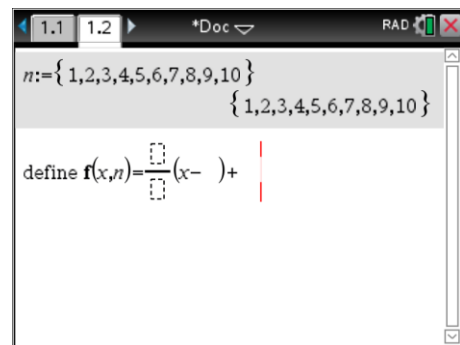 1.1 1.2 *Doc RAD
n:={1,2,3,4,5,6,7,8,9,10}
{1,2,3,4,5,6,7,8,9,10}
define f(x,n)=▯/▯(x− )+